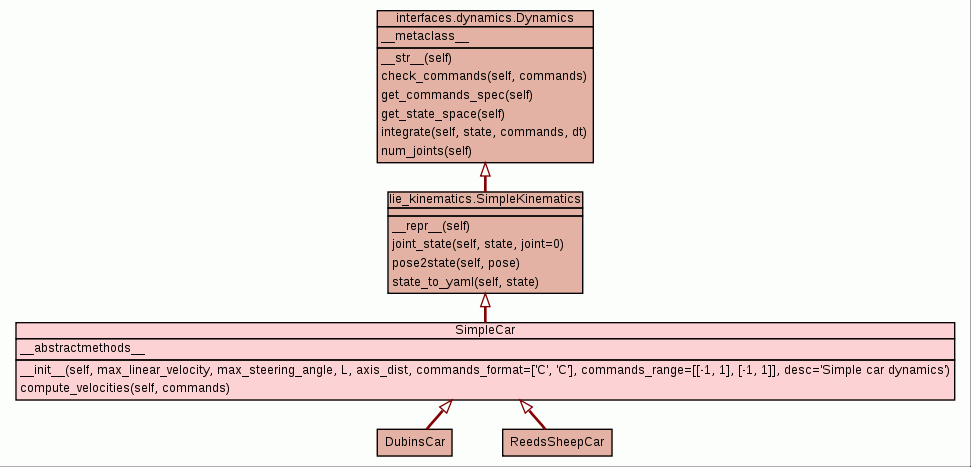 interfaces.dynamics.Dynamics
__metaclass__
__str__(self)
check_commands(self, commands)
get_commands_spec(self)
get_state_space(self)
integrate(self, state, commands, dt)
num_joints(self)
lie_kinematics.SimpleKinematics
__repr__(self)
joint_state(self, state, joint=0)
pose2state(self, pose)
state_to_yaml(self, state)
SimpleCar
__abstractmethods__
__init__(self, max_linear_velocity, max_steering_angle, L, axis_dist, commands_format=['C', 'C'], commands_range=[[-1, 1], [-1, 1]], desc='Simple car dynamics')
compute_velocities(self, commands)
DubinsCar
ReedsSheepCar